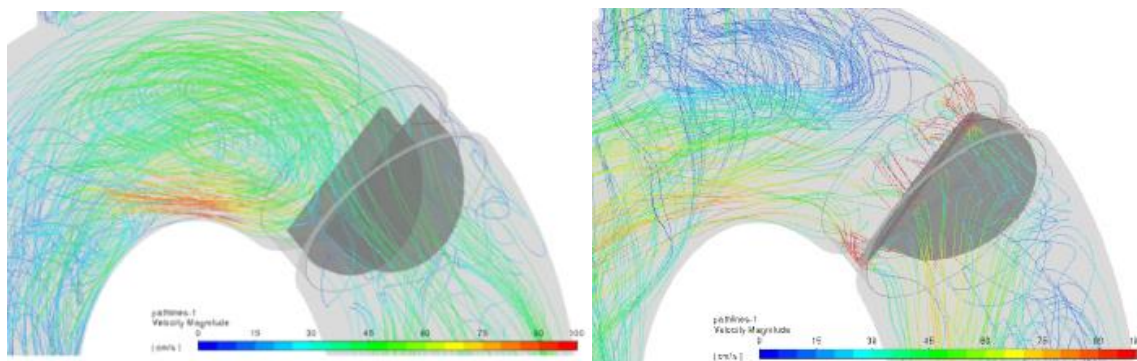 pathlines-1
Velocity Magnitude
0 15 30 45 60 75 90 100
[cm/s]
pathlines-1
Velocity Magnitude
0 15 30 45 60 75
[cm/s]